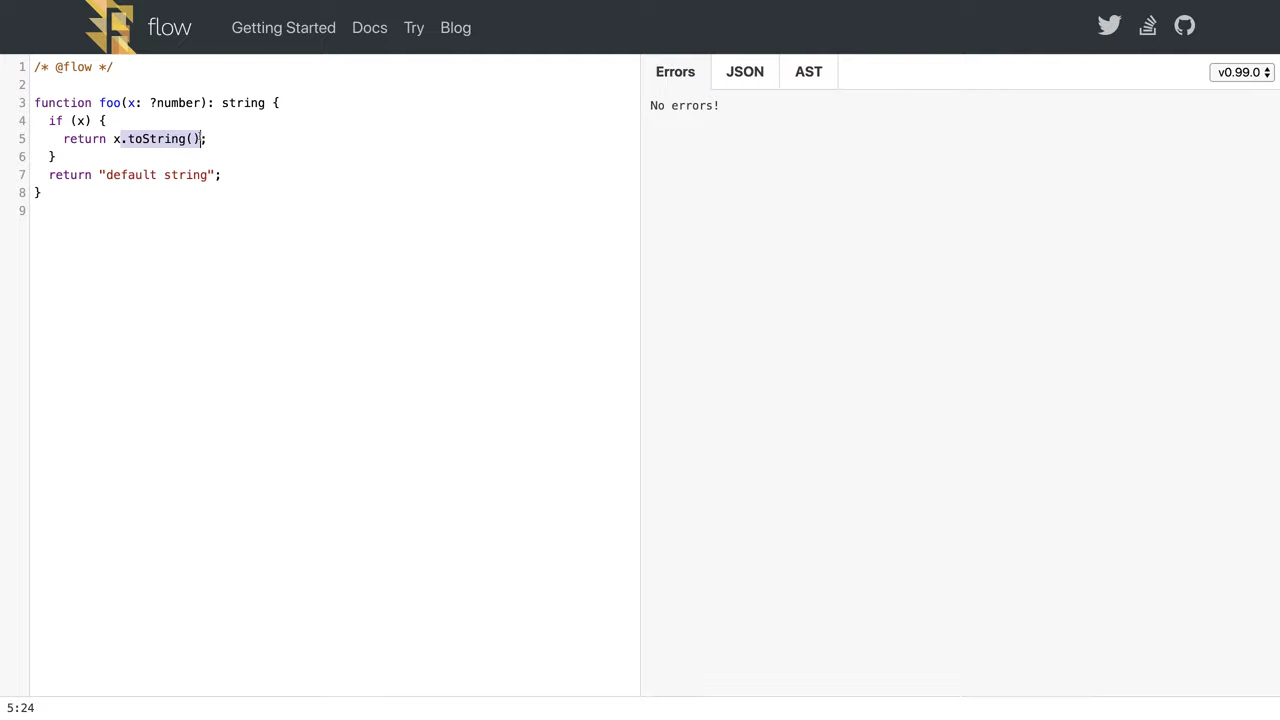 flow Getting Started Docs Try Blog
Errors JSON AST v0.99.0
No errors!
1 /* @flow */
2
3 function foo(x: ?number): string {
4 if (x) {
5 return x.toString();
6 }
7 return "default string";
8 }
9
5:24